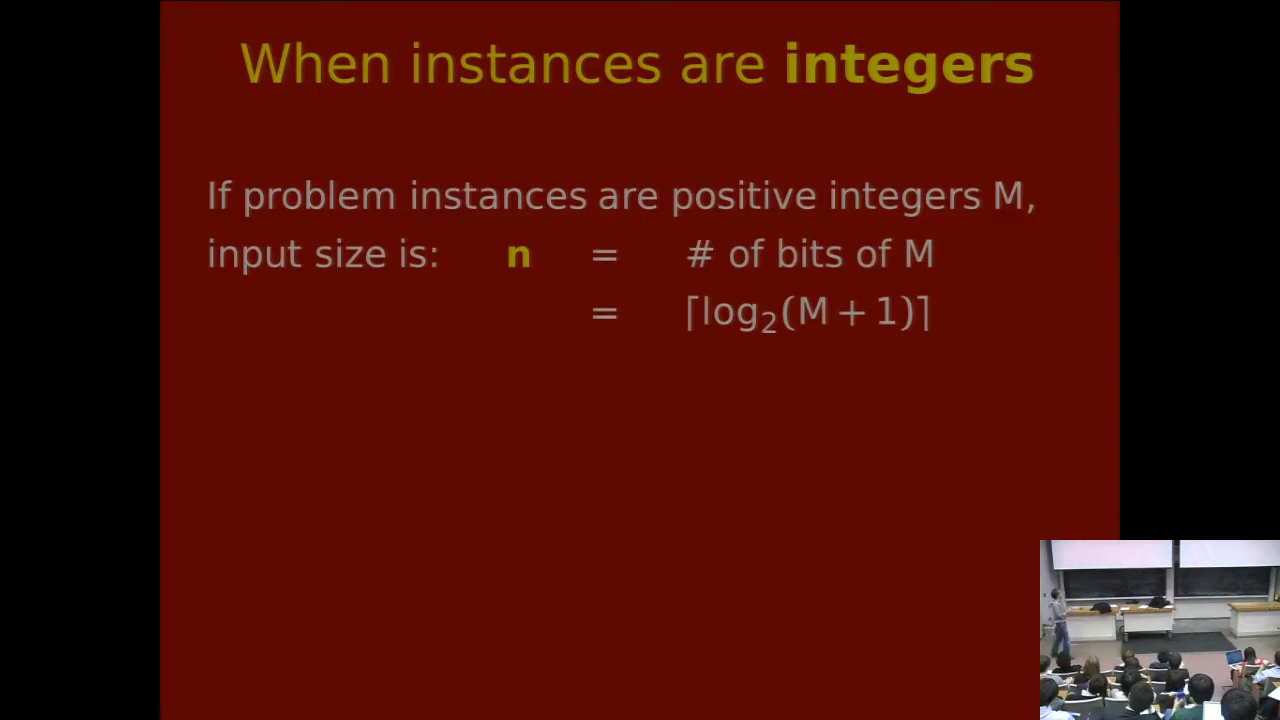 When instances are integers
If problem instances are positive integers M,
input size is: n = # of bits of M
= ⌈log₂(M + 1)⌉